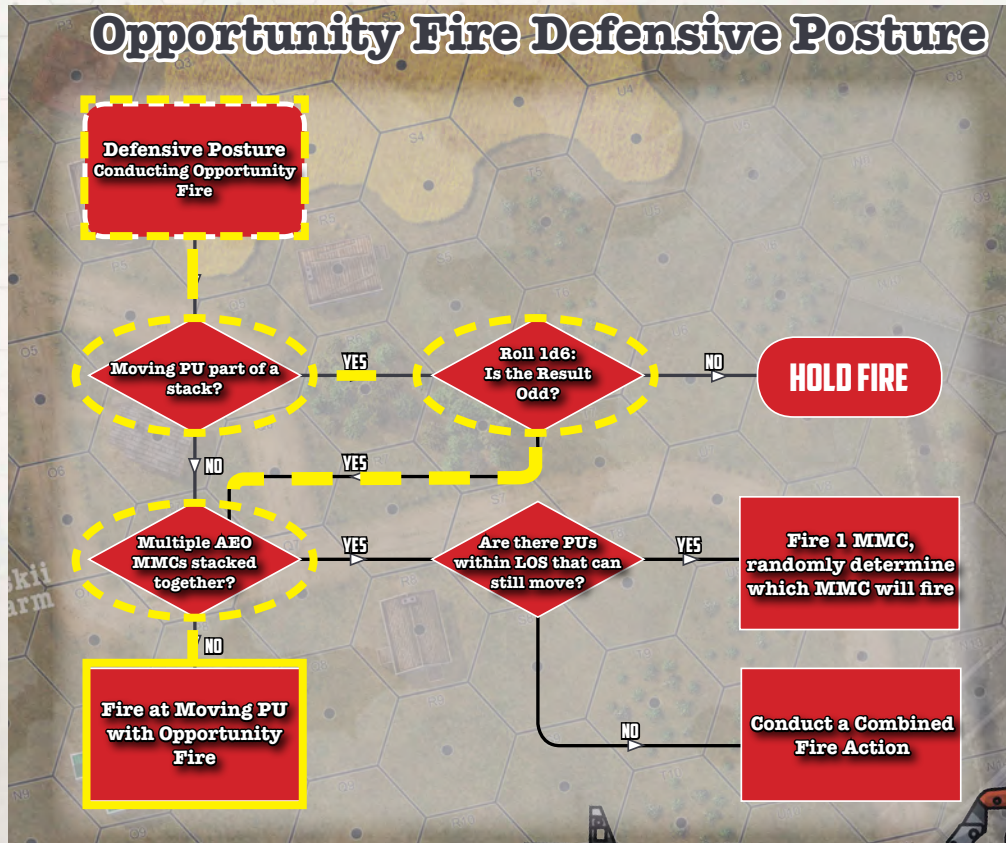 Opportunity Fire Defensive Posture
Defensive Posture
Conducting Opportunity
Fire
Moving PU part of a
stack?
YES
Roll 1d6:
Is the Result
Odd?
NO
HOLD FIRE
NO
YES
Multiple AEO
MMCs stacked
together?
YES
Are there PUs
within LOS that can
still move?
YES
Fire 1 MMC,
randomly determine
which MMC will fire
NO
Fire at Moving PU
with Opportunity
Fire
NO
Conduct a Combined
Fire Action